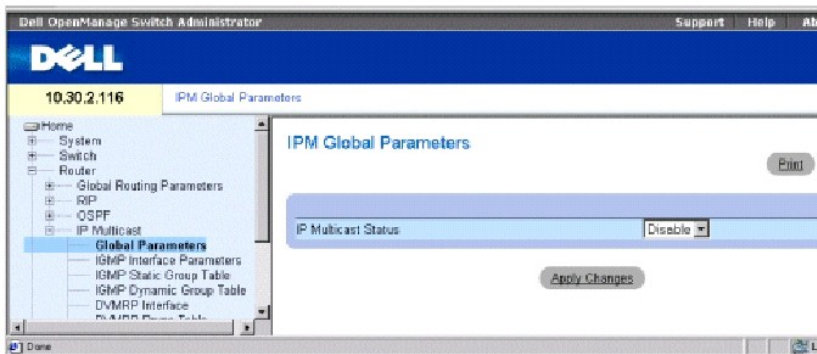 Dell OpenManage Switch Administrator
Support Help
DELL
10.30.2.116 IPM Global Parameters
Home
System
Switch
Router
Global Routing Parameters
RIP
OSPF
IP Multicast
Global Parameters
IGMP Interface Parameters
IGMP Static Group Table
IGMP Dynamic Group Table
DVMRP Interface
IPM Global Parameters
Print
IP Multicast Status Disable
Apply Changes
Done